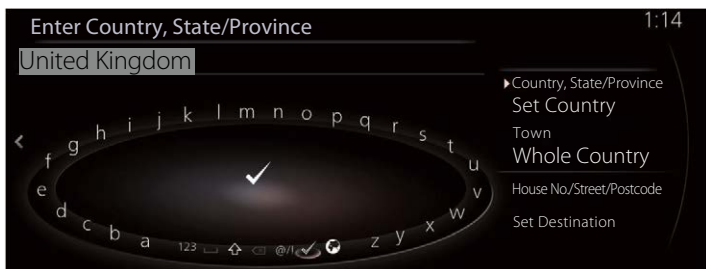 Enter Country, State/Province
1:14
United Kingdom
Country, State/Province
Set Country
Town
Whole Country
House No./Street/Postcode
Set Destination
a b c d e f g h i j k l m n o p q r s t u v w x y z
123 @/!